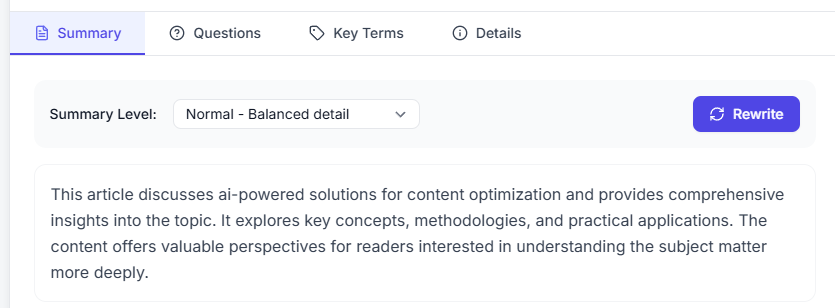 Summary Questions Key Terms Details
Summary Level: Normal - Balanced detail Rewrite
This article discusses ai-powered solutions for content optimization and provides comprehensive
insights into the topic. It explores key concepts, methodologies, and practical applications. The
content offers valuable perspectives for readers interested in understanding the subject matter
more deeply.